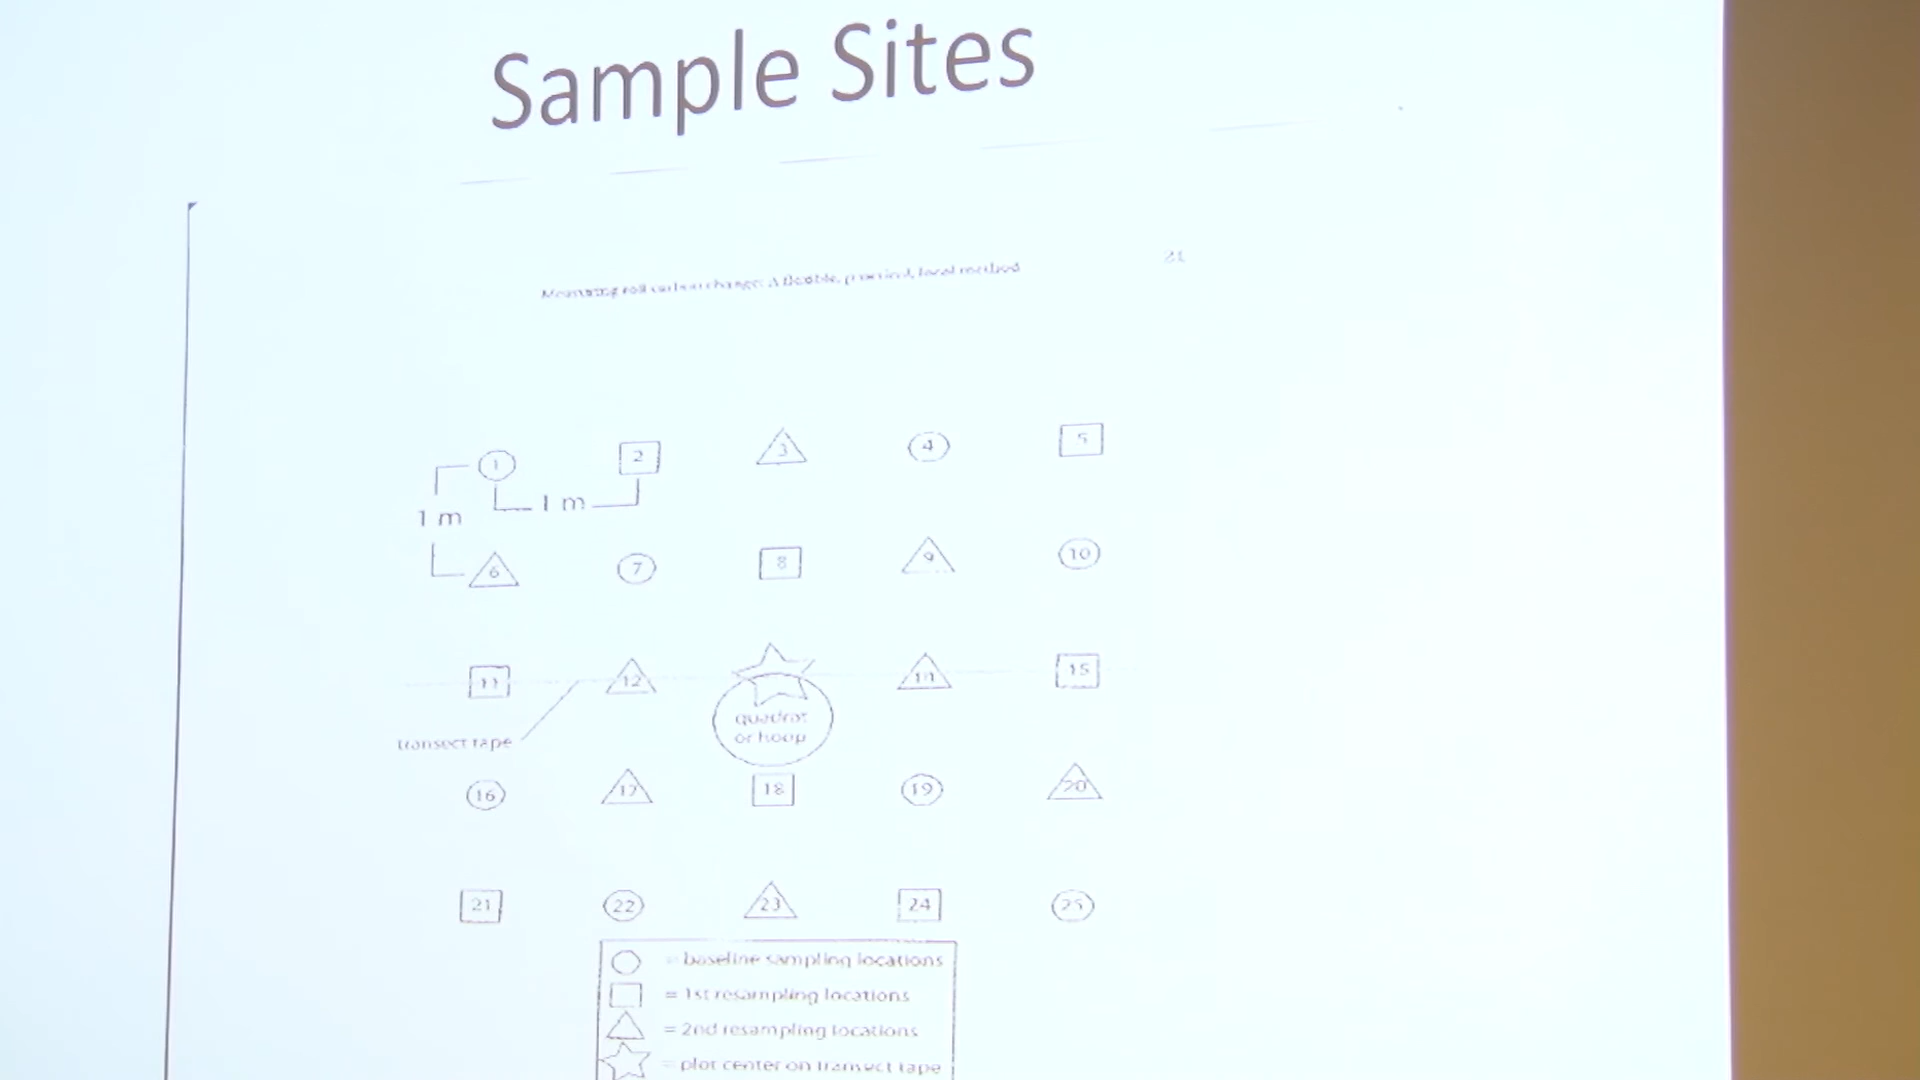 Sample Sites
Measuring soil carbon change: A flexible, practical, local method
21
1 2 3 4 5
1 m
1 m
6 7 8 9 10
11 12 14 15
quadrat
or hoop
transect tape
16 17 18 19 20
21 22 23 24 25
= baseline sampling locations
= 1st resampling locations
= 2nd resampling locations
= plot center on transect tape